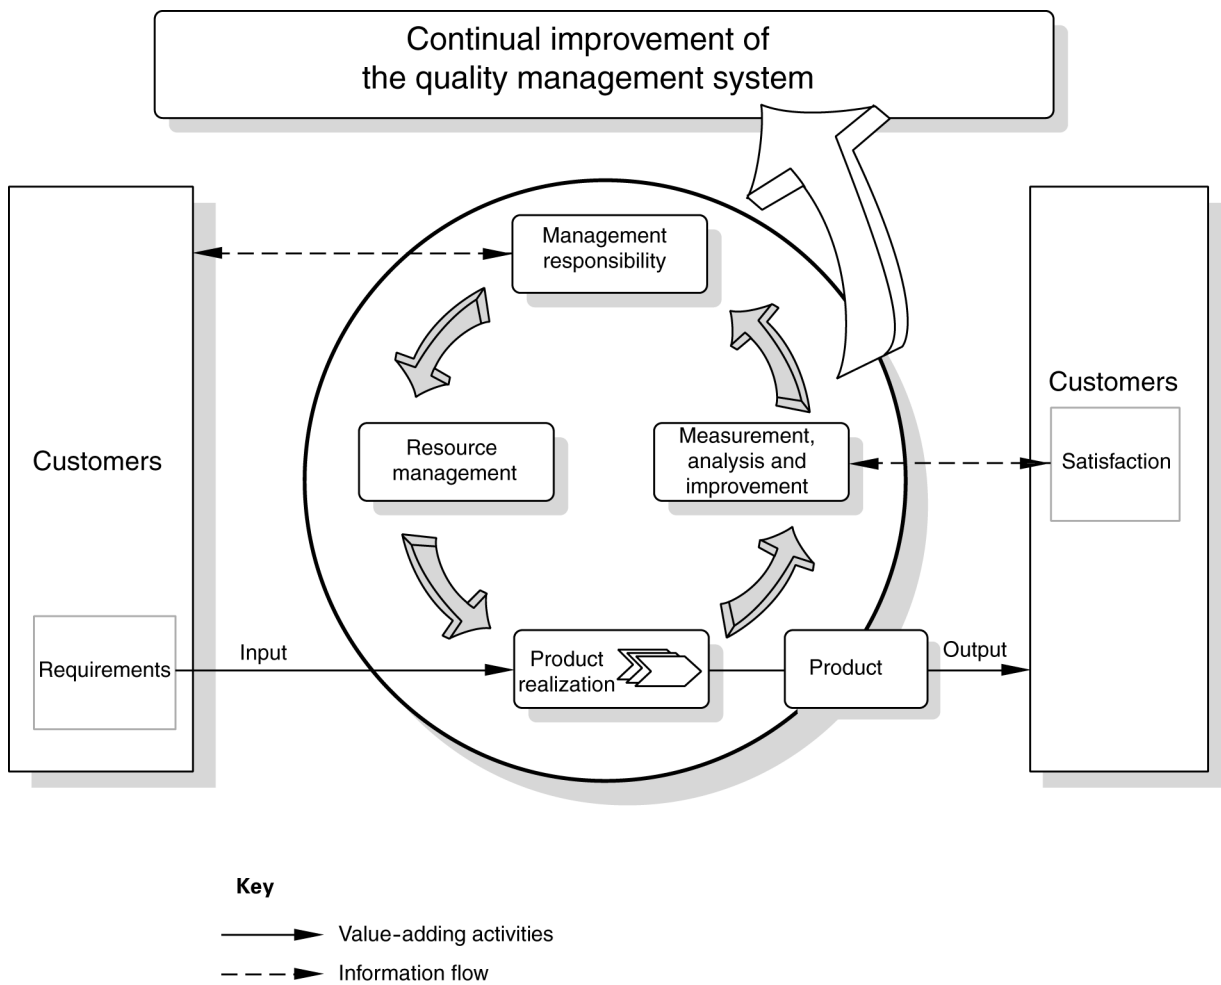 Continual improvement of
the quality management system
Management
responsibility
Customers
Resource
management
Measurement,
analysis and
improvement
Customers
Satisfaction
Requirements
Input
Product
realization
Product
Output
Key
Value-adding activities
Information flow